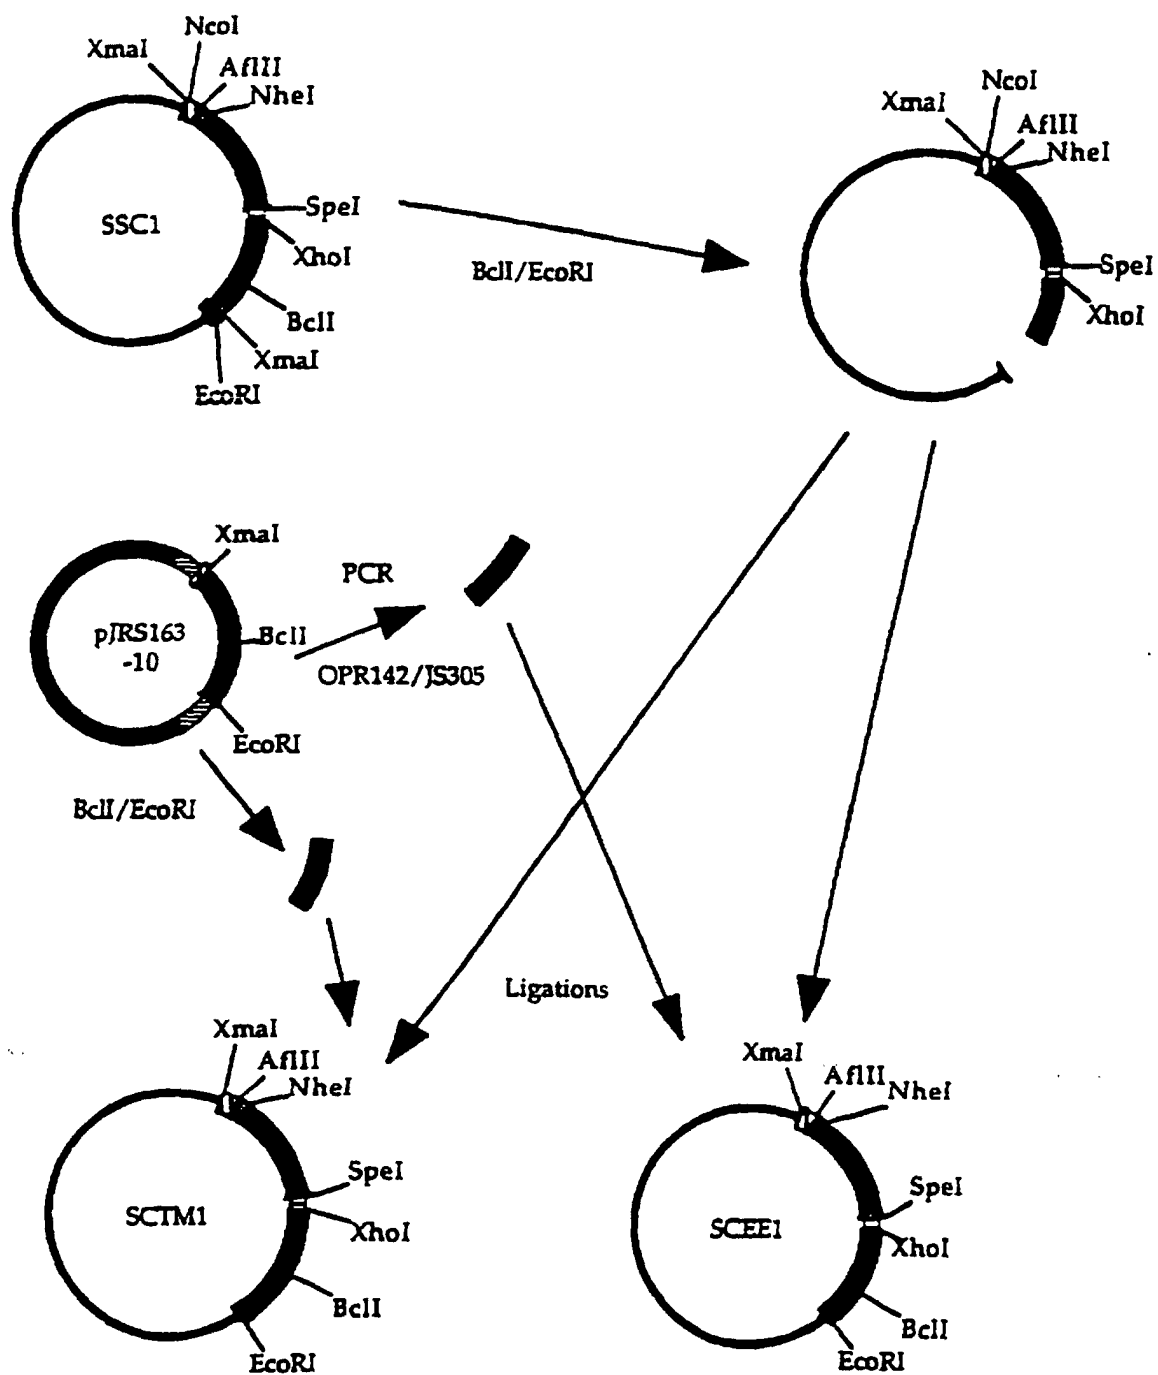 NcoI
XmaI
AflII
NheI
SSC1
SpeI
XhoI
BclI
XmaI
EcoRI
BclI/EcoRI
NcoI
XmaI
AflII
NheI
SpeI
XhoI
XmaI
pJRS163
-10
BclI
EcoRI
PCR
OPR142/JS305
BclI/EcoRI
Ligations
XmaI
AflII
NheI
SCTM1
SpeI
XhoI
BclI
EcoRI
XmaI
AflII
NheI
SCEE1
SpeI
XhoI
BclI
EcoRI